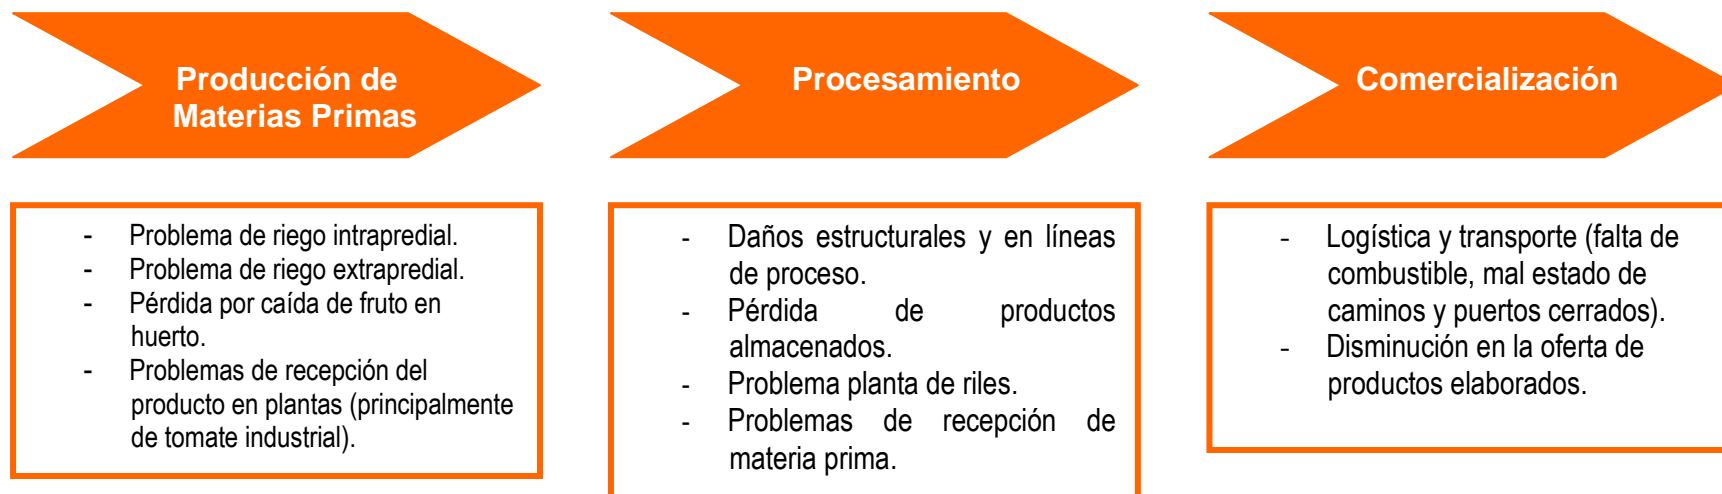 Producción de
Materias Primas
- Problema de riego intrapredial.
- Problema de riego extrapredial.
- Pérdida por caída de fruto en
huerto.
- Problemas de recepción del
producto en plantas (principalmente
de tomate industrial).
Procesamiento
- Daños estructurales y en líneas
de proceso.
- Pérdida de productos
almacenados.
- Problema planta de riles.
- Problemas de recepción de
materia prima.
Comercialización
- Logística y transporte (falta de
combustible, mal estado de
caminos y puertos cerrados).
- Disminución en la oferta de
productos elaborados.